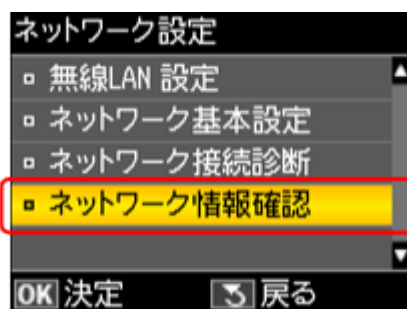 ネットワーク設定
無線LAN 設定
ネットワーク基本設定
ネットワーク接続診断
ネットワーク情報確認
OK 決定 戻る